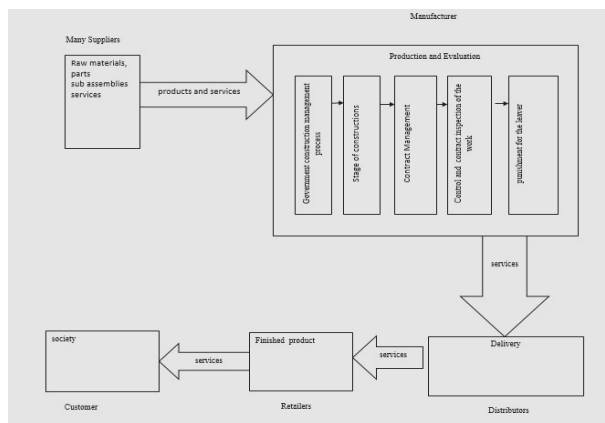 Manufacturer
Many Suppliers
Raw materials,
parts
sub assemblies
services
products and services
Production and Evaluation
Government construction management
process
Stage of constructions
Contract Management
Control and contract inspection of the
work
punishment for the leaver
services
society
services
Finished product
services
Delivery
Customer
Retailers
Distributors